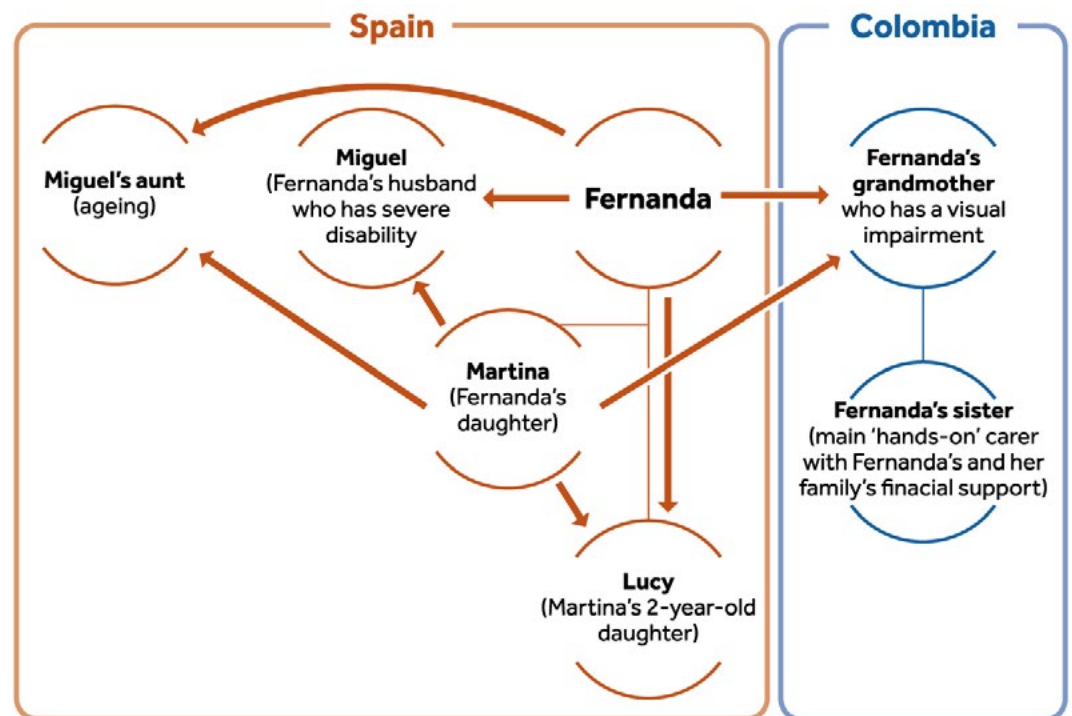 Spain
Colombia
Miguel's aunt
(ageing)
Miguel
(Fernanda's husband
who has severe
disability
Fernanda
Fernanda's
grandmother
who has a visual
impairment
Martina
(Fernanda's
daughter)
Fernanda's sister
(main 'hands-on' carer
with Fernanda's and her
family's finacial support)
Lucy
(Martina's 2-year-old
daughter)